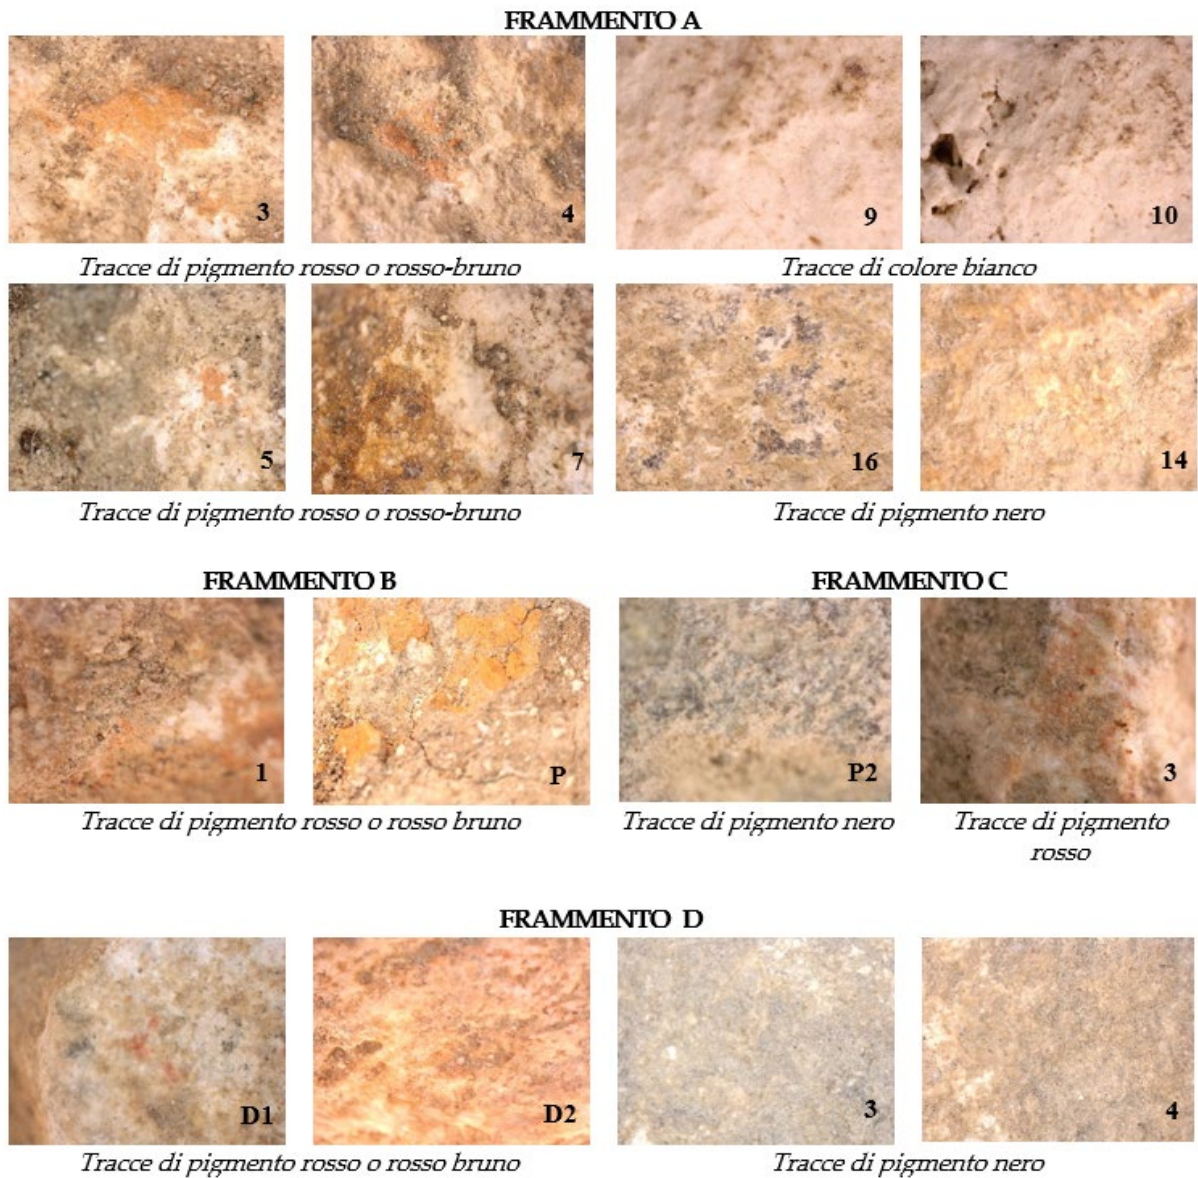 FRAMMENTO A
3 4 9 10
Tracce di pigmento rosso o rosso-bruno Tracce di colore bianco
5 7 16 14
Tracce di pigmento rosso o rosso-bruno Tracce di pigmento nero
FRAMMENTO B FRAMMENTO C
1 P P2 3
Tracce di pigmento rosso o rosso bruno Tracce di pigmento nero Tracce di pigmento
rosso
FRAMMENTO D
D1 D2 3 4
Tracce di pigmento rosso o rosso bruno Tracce di pigmento nero